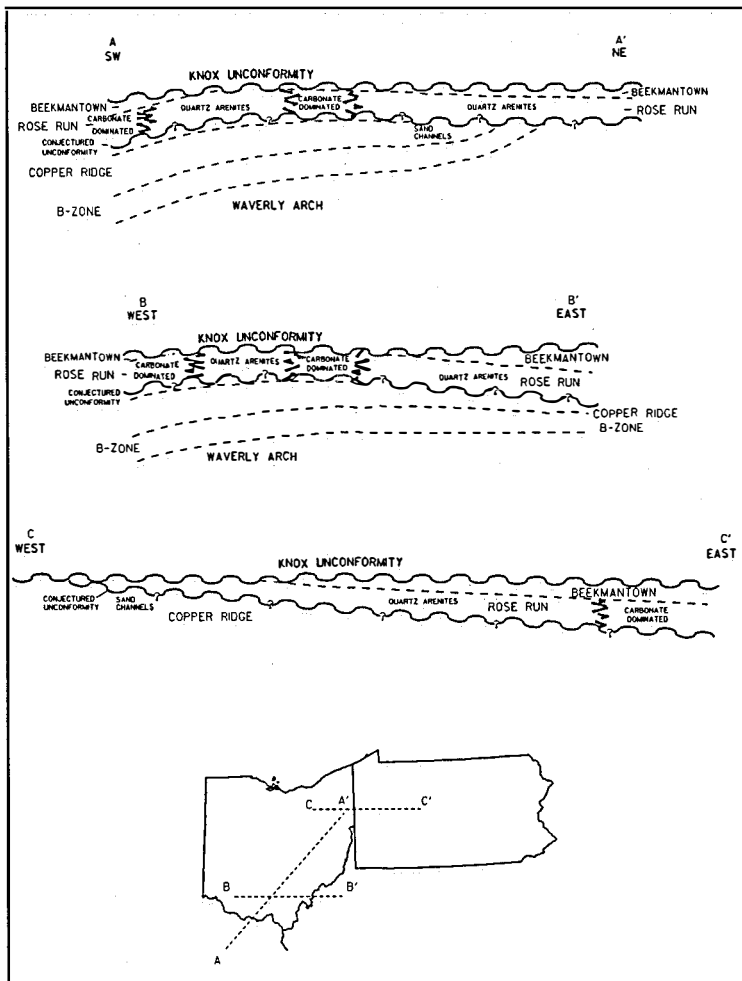 A
SW
A'
NE
KNOX UNCONFORMITY
BEEKMANTOWN
CARBONATE
DOMINATED
QUARTZ ARENITES
CARBONATE
DOMINATED
QUARTZ ARENITES
BEEKMANTOWN
ROSE RUN
ROSE RUN
?
?
?
?
?
SAND
CHANNELS
CONJECTURED
UNCONFORMITY
COPPER RIDGE
B-ZONE
WAVERLY ARCH
B
WEST
B'
EAST
KNOX UNCONFORMITY
BEEKMANTOWN
CARBONATE
DOMINATED
QUARTZ ARENITES
CARBONATE
DOMINATED
BEEKMANTOWN
ROSE RUN
QUARTZ ARENITES
ROSE RUN
CONJECTURED
UNCONFORMITY
?
?
?
?
?
COPPER RIDGE
B-ZONE
B-ZONE
WAVERLY ARCH
C
WEST
C'
EAST
KNOX UNCONFORMITY
CONJECTURED
UNCONFORMITY
SAND
CHANNELS
?
COPPER RIDGE
?
QUARTZ ARENITES
?
ROSE RUN
?
BEEKMANTOWN
CARBONATE
DOMINATED
?
C
A'
C'
B
B'
A